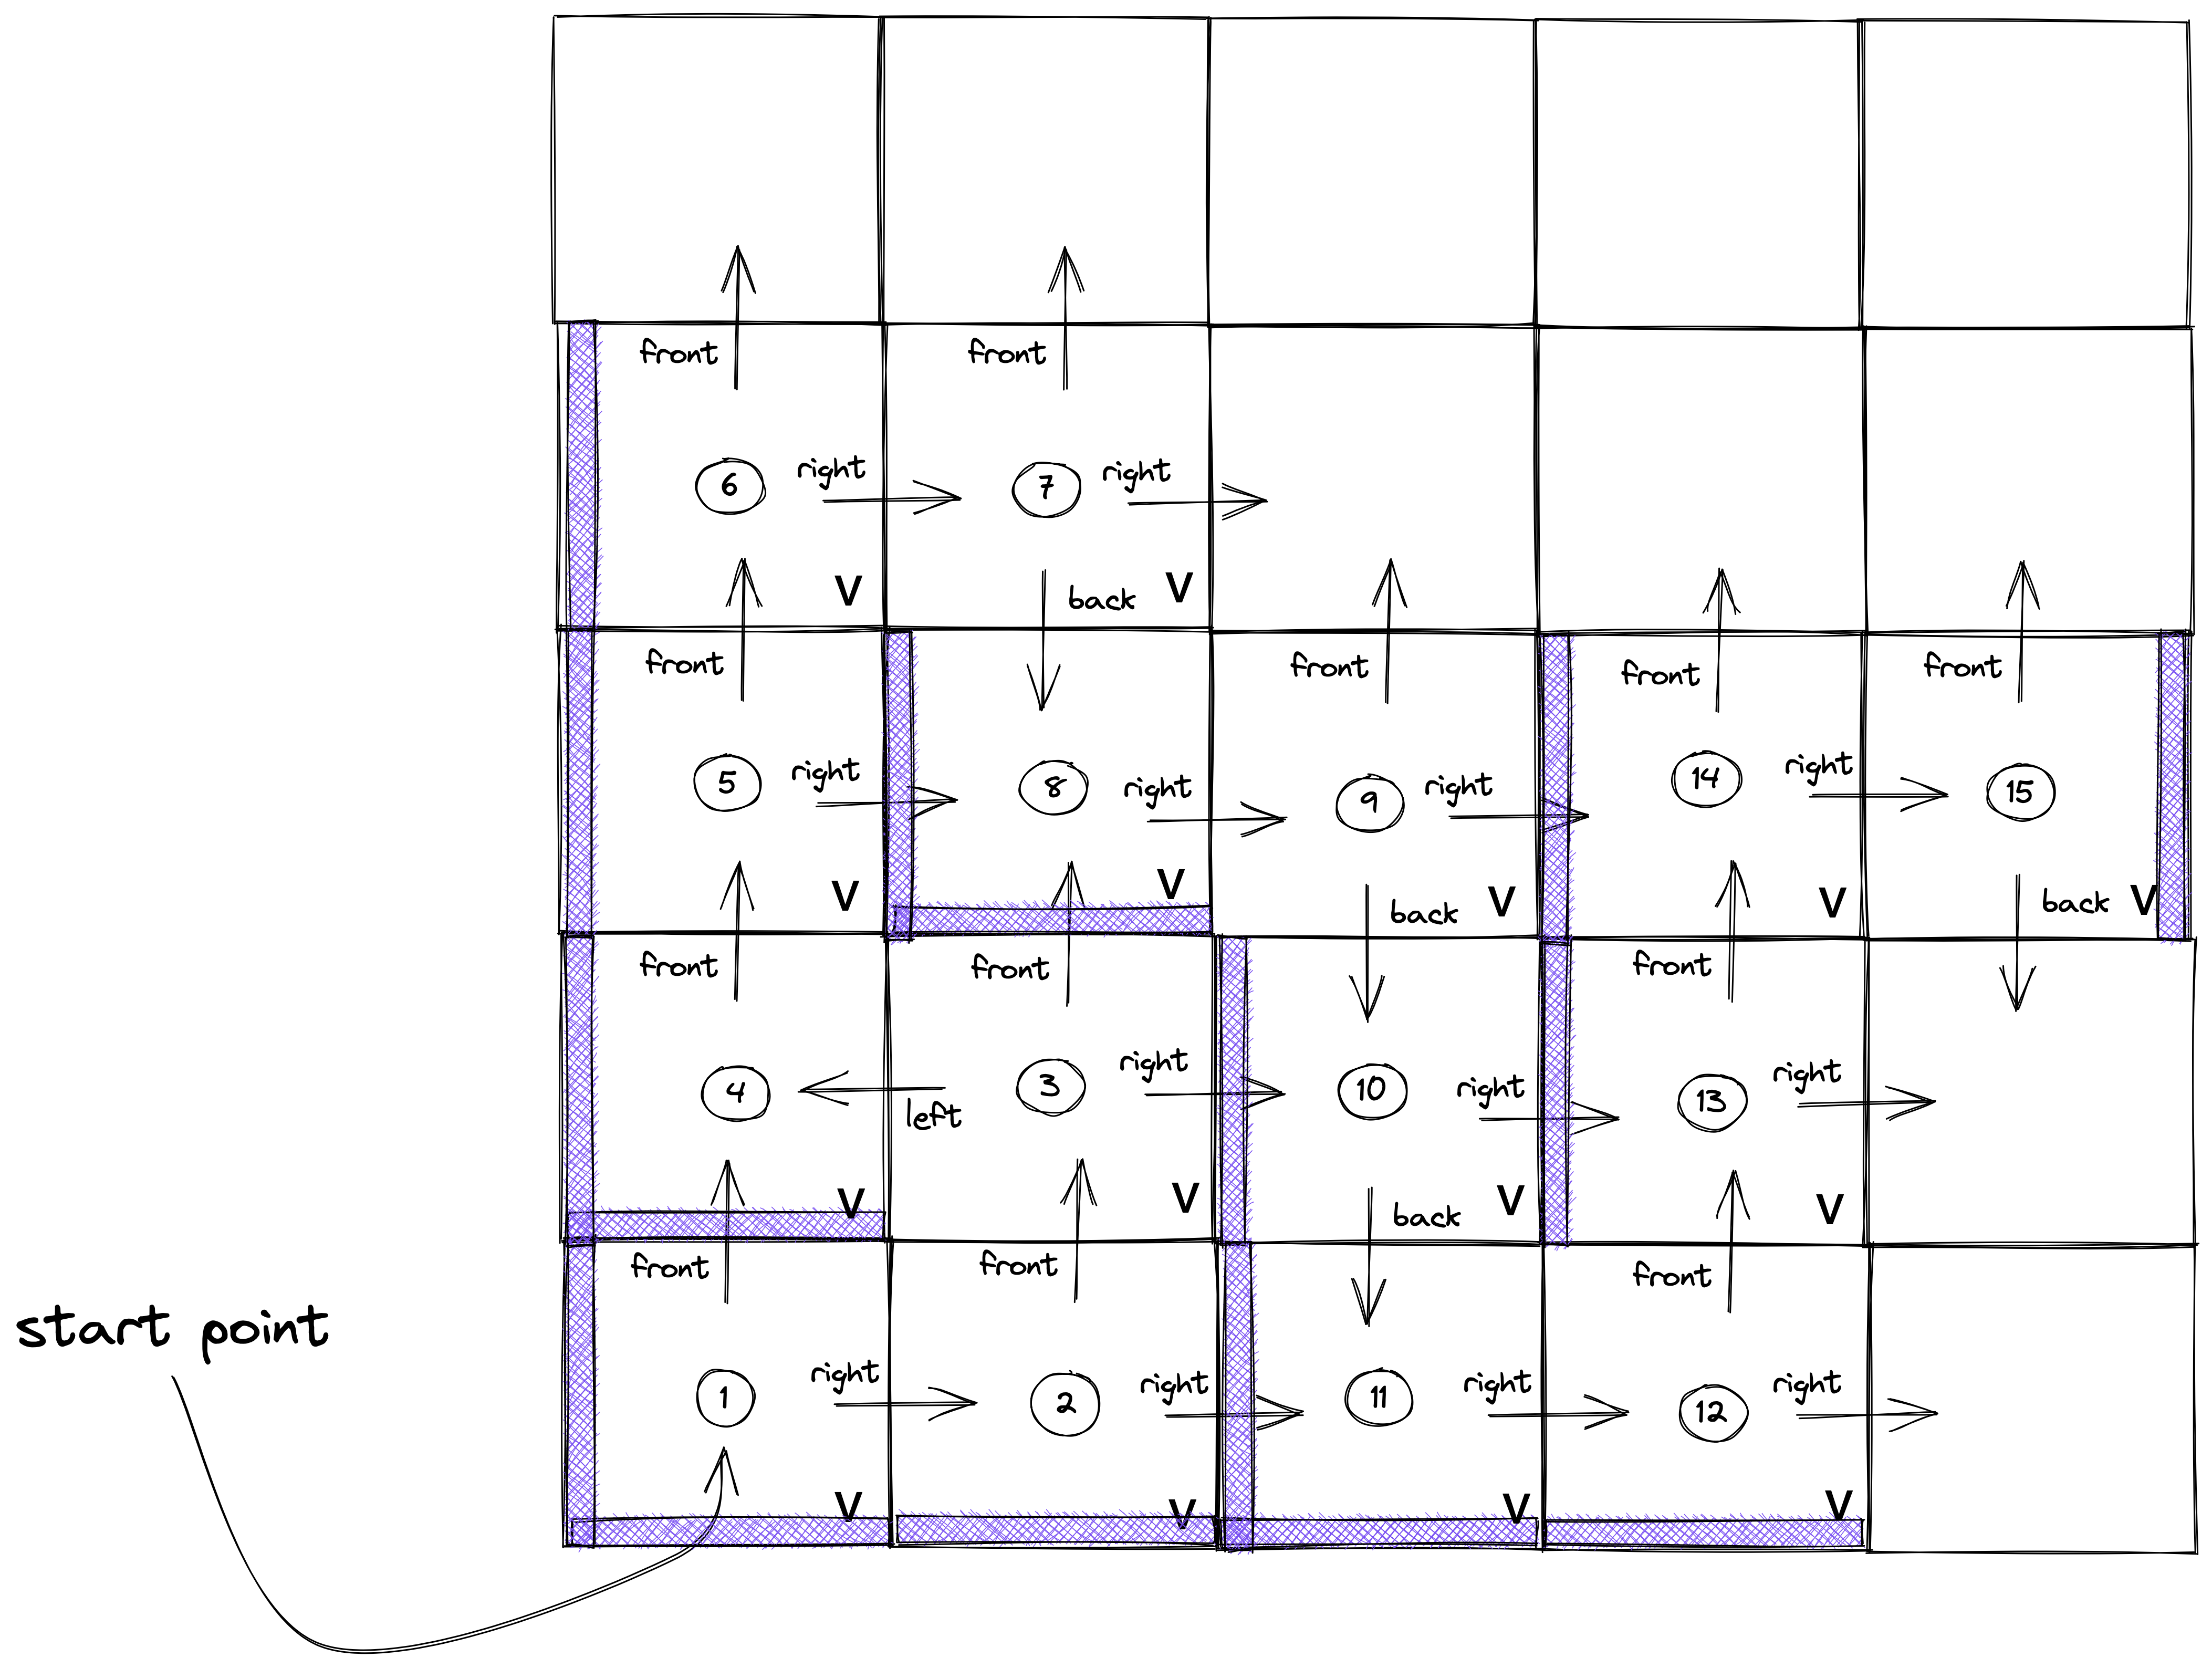 front
front
6
right
7
right
V
back
V
front
front
front
front
5
right
8
right
9
right
14
right
15
V
V
back
V
V
back
V
front
front
front
4
left
3
right
10
right
13
right
V
V
back
V
V
front
front
front
start point
1
right
2
right
11
right
12
right
V
V
V
V